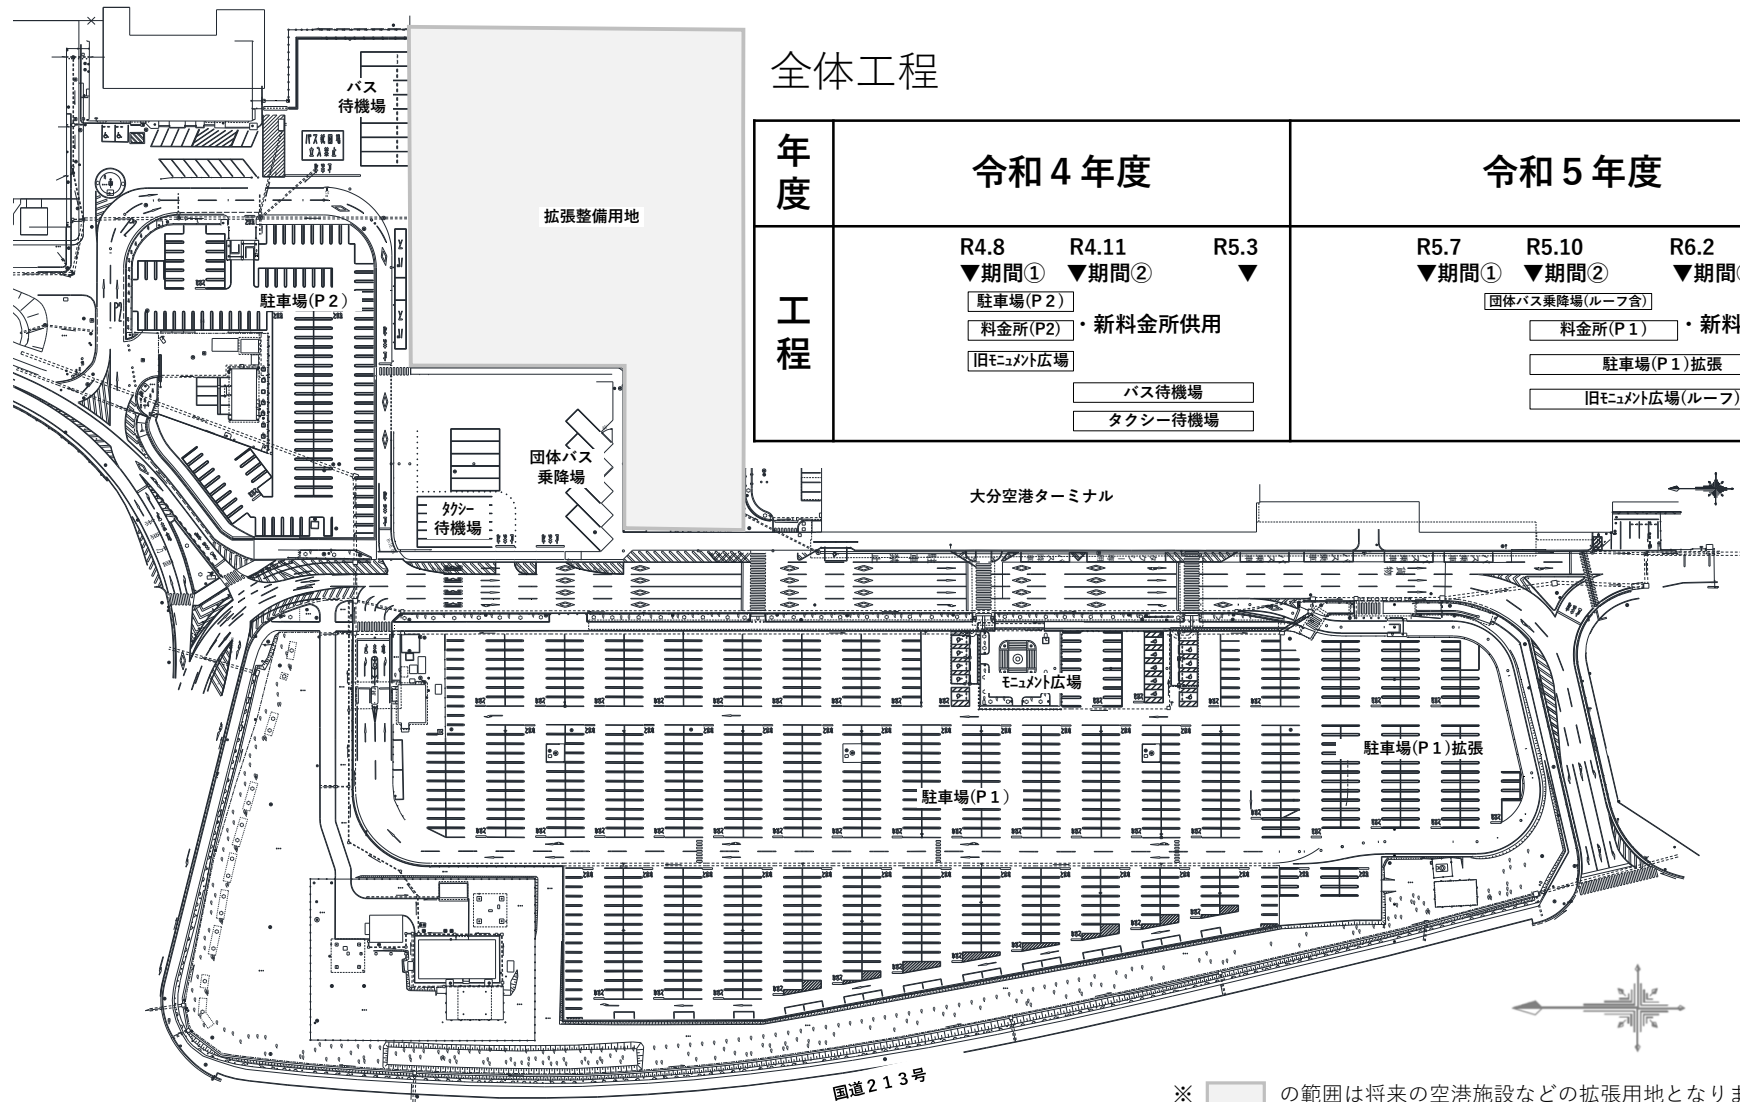 全体工程
年度
令和４年度
令和５年度
工程
R4.8
R4.11
R5.3
R5.7
R5.10
R6.2
▼期間①
▼期間②
▼
▼期間①
▼期間②
▼期間
駐車場(P２)
料金所(P2)
・新料金所供用
旧モニュメント広場
バス待機場
タクシー待機場
団体バス乗降場(ルーフ含)
料金所(P１)
・新料
駐車場(P１)拡張
旧モニュメント広場(ルーフ)
バス
待機場
拡張整備用地
駐車場(P２)
団体バス
乗降場
タクシー
待機場
大分空港ターミナル
モニュメント広場
駐車場(P１)拡張
駐車場(P１)
国道２１３号
※
の範囲は将来の空港施設などの拡張用地となりま